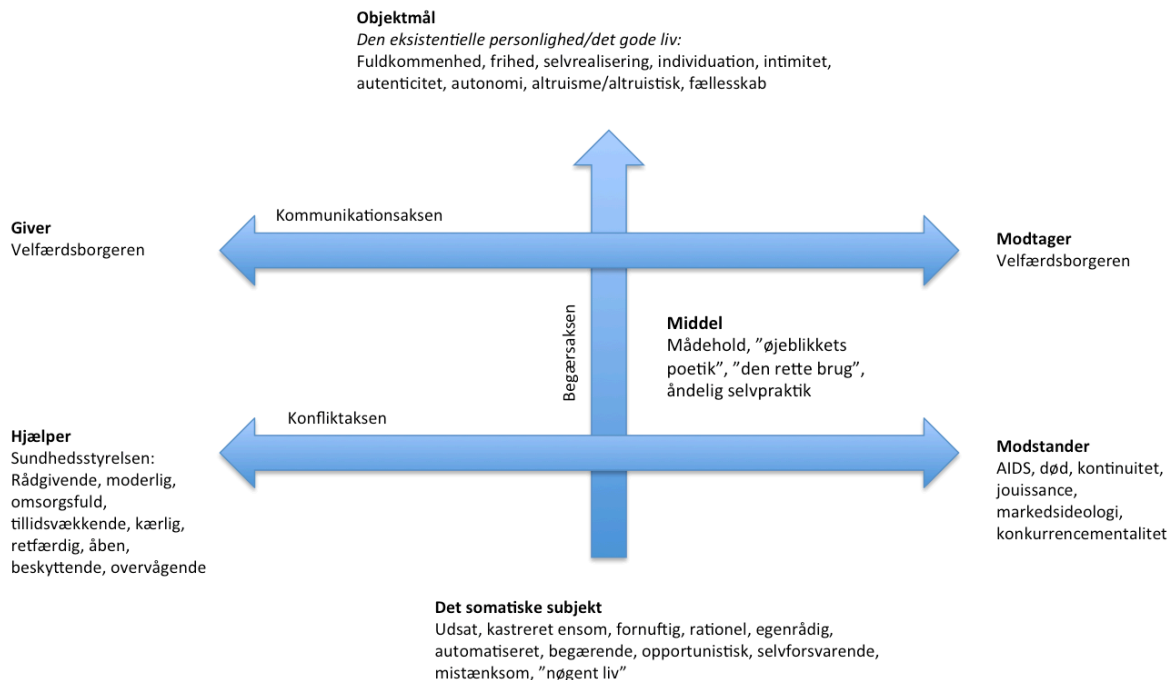 Objektmål
Den eksistentielle personlighed/det gode liv:
Fuldkommenhed, frihed, selvrealisering, individuation, intimitet,
autenticitet, autonomi, altruisme/altruistisk, fællesskab
Kommunikationsaksen
Giver
Velfærdsborgeren
Modtager
Velfærdsborgeren
Begærsaksen
Middel
Mådehold, ”øjeblikkets
poetik”, ”den rette brug”,
åndelig selvpraktik
Konfliktaksen
Hjælper
Sundhedsstyrelsen:
Rådgivende, moderlig,
omsorgsfuld,
tillidsvækkende, kærlig,
retfærdig, åben,
beskyttende, overvågende
Modstander
AIDS, død, kontinuitet,
jouissance,
markedsideologi,
konkurrencementalitet
Det somatiske subjekt
Udsat, kastreret ensom, fornuftig, rationel, egenrådig,
automatiseret, begærende, opportunistisk, selvforsvarende,
mistænksom, ”nøgent liv”